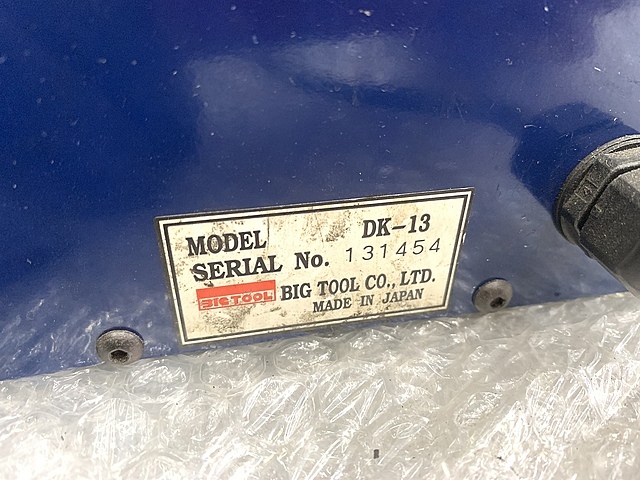 MODEL DK-13
SERIAL No. 131454
BIG TOOL BIG TOOL CO., LTD.
MADE IN JAPAN